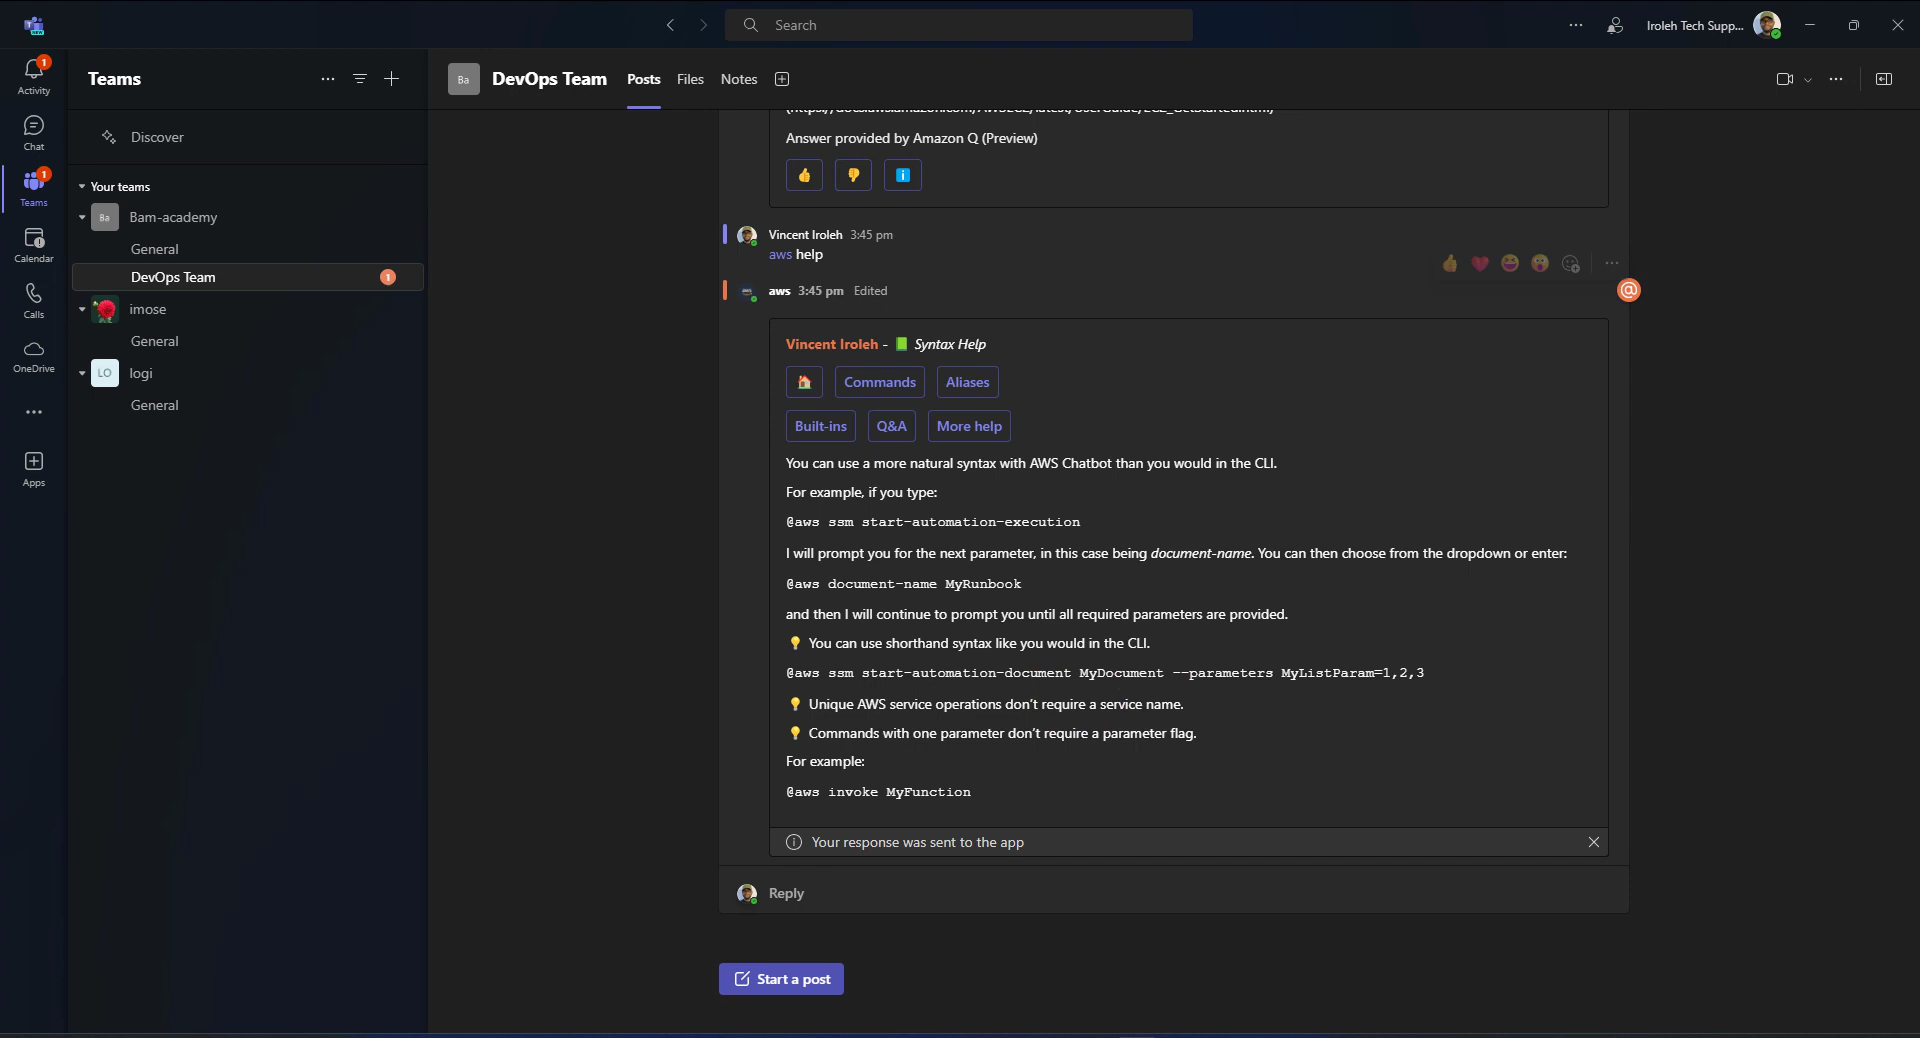 Search
Iroleh Tech Supp...
1
Activity
Chat
1
Teams
Calendar
Calls
OneDrive
Apps
Teams
Discover
Your teams
Ba Bam-academy
General
DevOps Team 1
imose
General
LO logi
General
Ba DevOps Team Posts Files Notes
Answer provided by Amazon Q (Preview)
Vincent Iroleh 3:45 pm
aws help
aws 3:45 pm Edited
@
Vincent Iroleh - Syntax Help
Commands Aliases
Built-ins Q&A More help
You can use a more natural syntax with AWS Chatbot than you would in the CLI.
For example, if you type:
@aws ssm start-automation-execution
I will prompt you for the next parameter, in this case being document-name. You can then choose from the dropdown or enter:
@aws document-name MyRunbook
and then I will continue to prompt you until all required parameters are provided.
💡 You can use shorthand syntax like you would in the CLI.
@aws ssm start-automation-document MyDocument --parameters MyListParam=1,2,3
💡 Unique AWS service operations don't require a service name.
💡 Commands with one parameter don't require a parameter flag.
For example:
@aws invoke MyFunction
Your response was sent to the app
Reply
Start a post